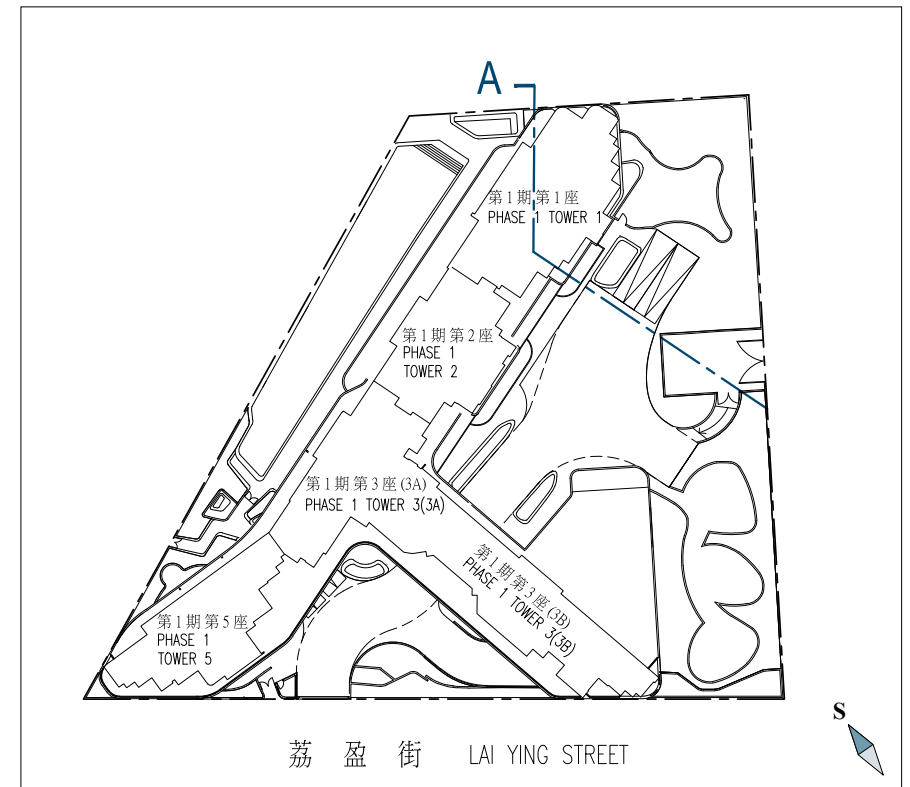 A
第1期第1座
PHASE 1 TOWER 1
第1期第2座
PHASE 1
TOWER 2
第1期第3座(3A)
PHASE 1 TOWER 3(3A)
第1期第3座(3B)
PHASE 1 TOWER 3(3B)
第1期第5座
PHASE 1
TOWER 5
荔盈街 LAI YING STREET
S